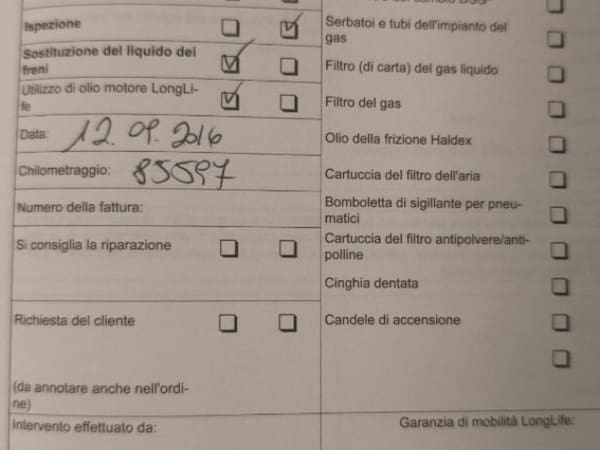 Ispezione
Sostituzione del liquido dei
freni
Utilizzo di olio motore LongLi-
fe
Data: 12.09.2016
Chilometraggio: 85597
Numero della fattura:
Si consiglia la riparazione
Richiesta del cliente
(da annotare anche nell'ordi-
ne)
Intervento effettuato da:
Serbatoi e tubi dell'impianto del
gas
Filtro (di carta) del gas liquido
Filtro del gas
Olio della frizione Haldex
Cartuccia del filtro dell'aria
Bomboletta di sigillante per pneu-
matici
Cartuccia del filtro antipolvere/anti-
polline
Cinghia dentata
Candele di accensione
Garanzia di mobilità LongLife: